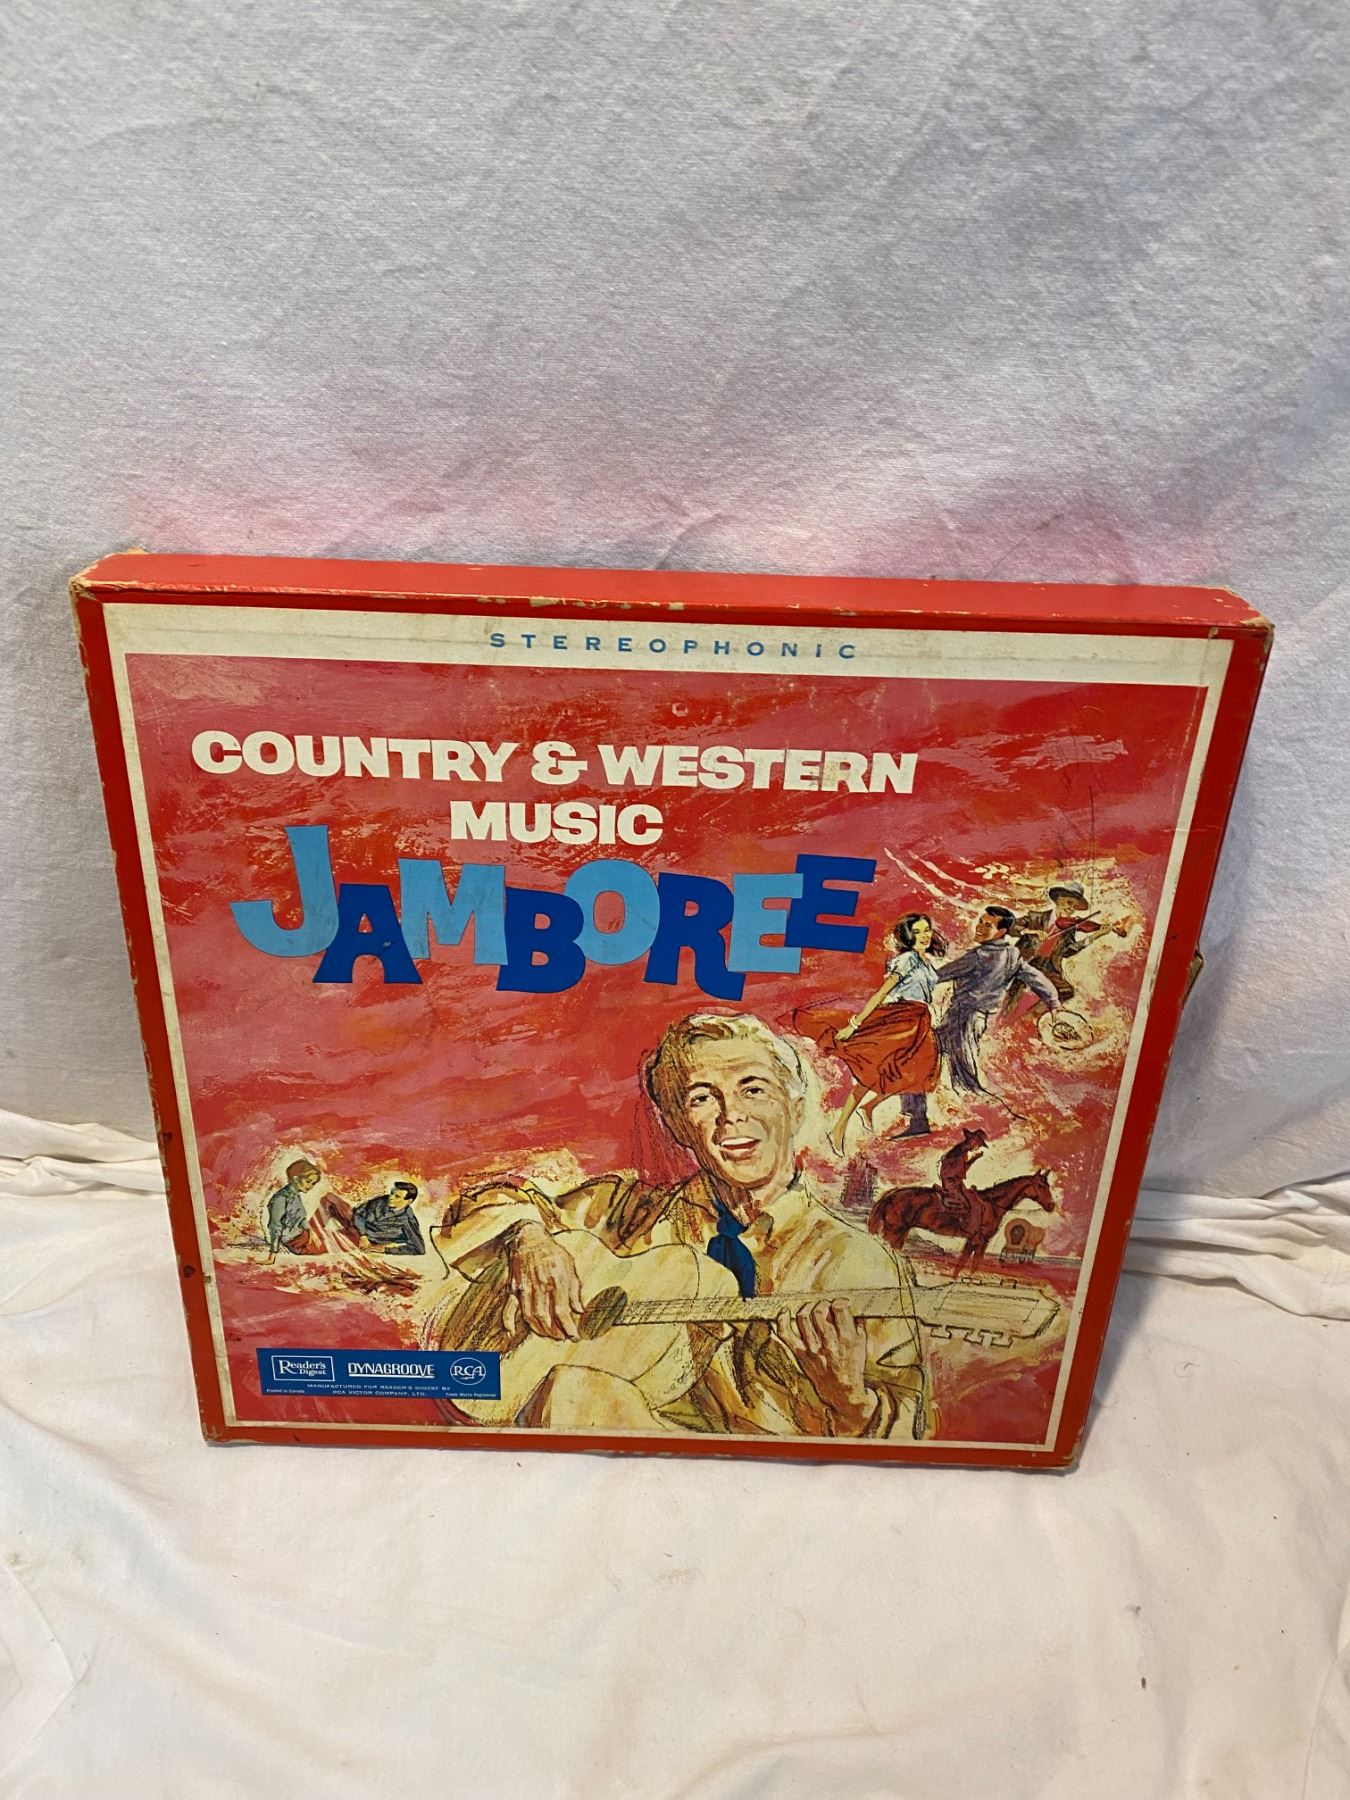 STEREOPHONIC
COUNTRY & WESTERN
MUSIC
JAMBOREE
Reader's Digest DYNAGROOVE RCA
MANUFACTURED FOR READER'S DIGEST BY
Printed in Canada RCA VICTOR COMPANY, LTD. Trade Marks Registered